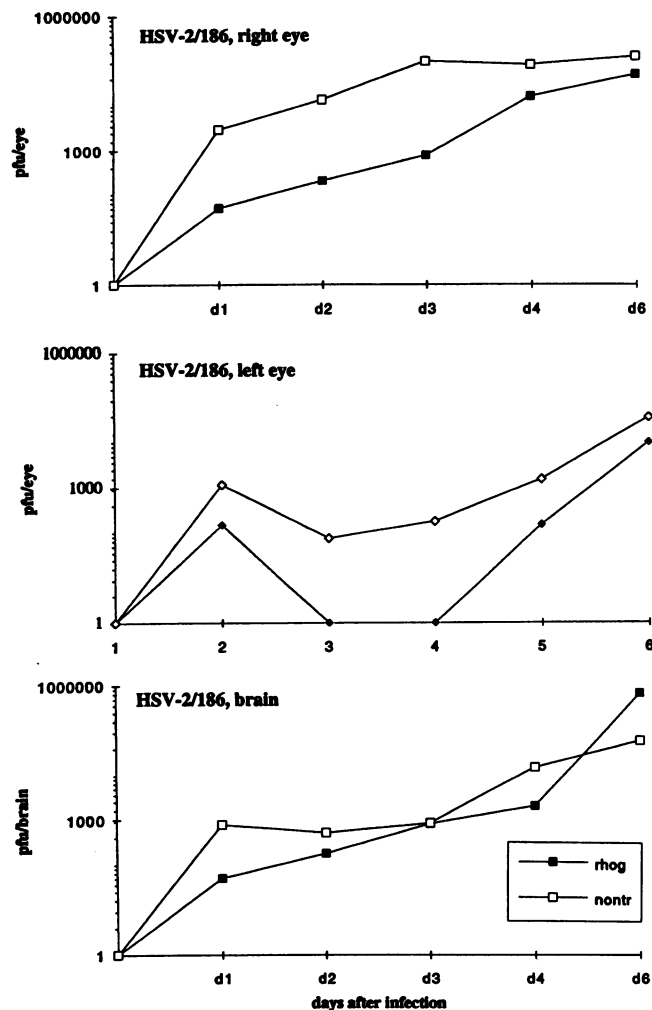 HSV-2/186, right eye
1000000
1000
1
pfu/eye
d1 d2 d3 d4 d6
HSV-2/186, left eye
1000000
1000
1
pfu/eye
1 2 3 4 5 6
HSV-2/186, brain
1000000
1000
1
pfu/brain
rhog
nontr
d1 d2 d3 d4 d6
days after infection